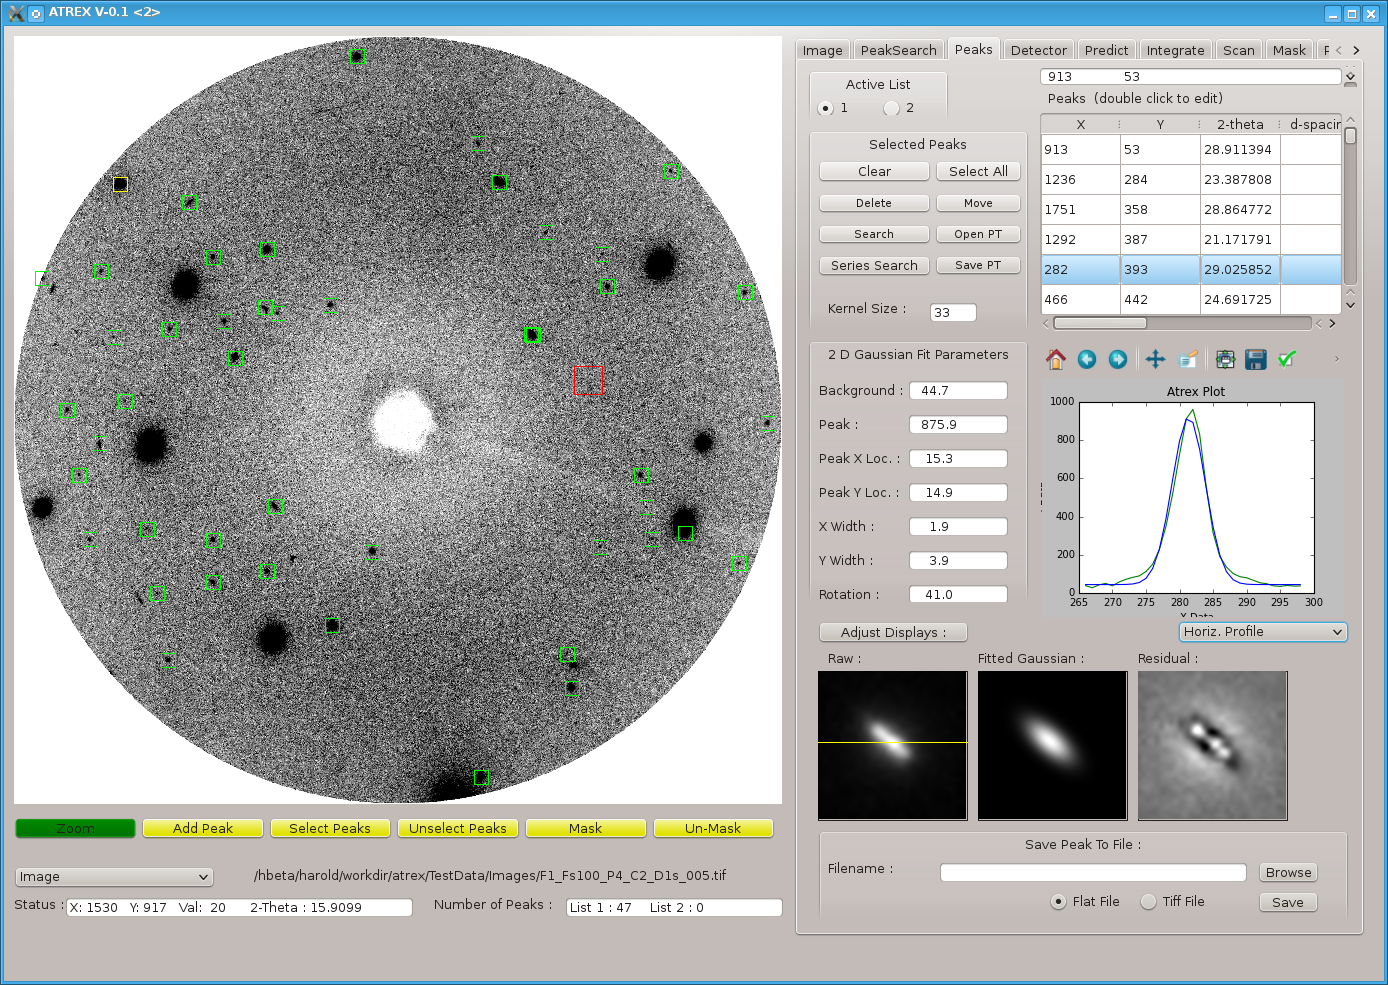 ATREX V-0.1 <2>
Image PeakSearch Peaks Detector Predict Integrate Scan Mask
Active List
1 2
Selected Peaks
Clear Select All
Delete Move
Search Open PT
Series Search Save PT
Kernel Size : 33
913 53
Peaks (double click to edit)
X Y 2-theta d-spacin
913 53 28.911394
1236 284 23.387808
1751 358 28.864772
1292 387 21.171791
282 393 29.025852
466 442 24.691725
2 D Gaussian Fit Parameters
Background : 44.7
Peak : 875.9
Peak X Loc. : 15.3
Peak Y Loc. : 14.9
X Width : 1.9
Y Width : 3.9
Rotation : 41.0
Atrex Plot
1000
800
600
400
200
0
265 270 275 280 285 290 295 300
X Data
Adjust Displays : Horiz. Profile
Raw : Fitted Gaussian : Residual :
Zoom Add Peak Select Peaks Unselect Peaks Mask Un-Mask
Image /hbeta/harold/workdir/atrex/TestData/Images/F1_Fs100_P4_C2_D1s_005.tif
Status : X: 1530 Y: 917 Val: 20 2-Theta : 15.9099 Number of Peaks : List 1 : 47 List 2 : 0
Save Peak To File :
Filename : Browse
Flat File Tiff File Save